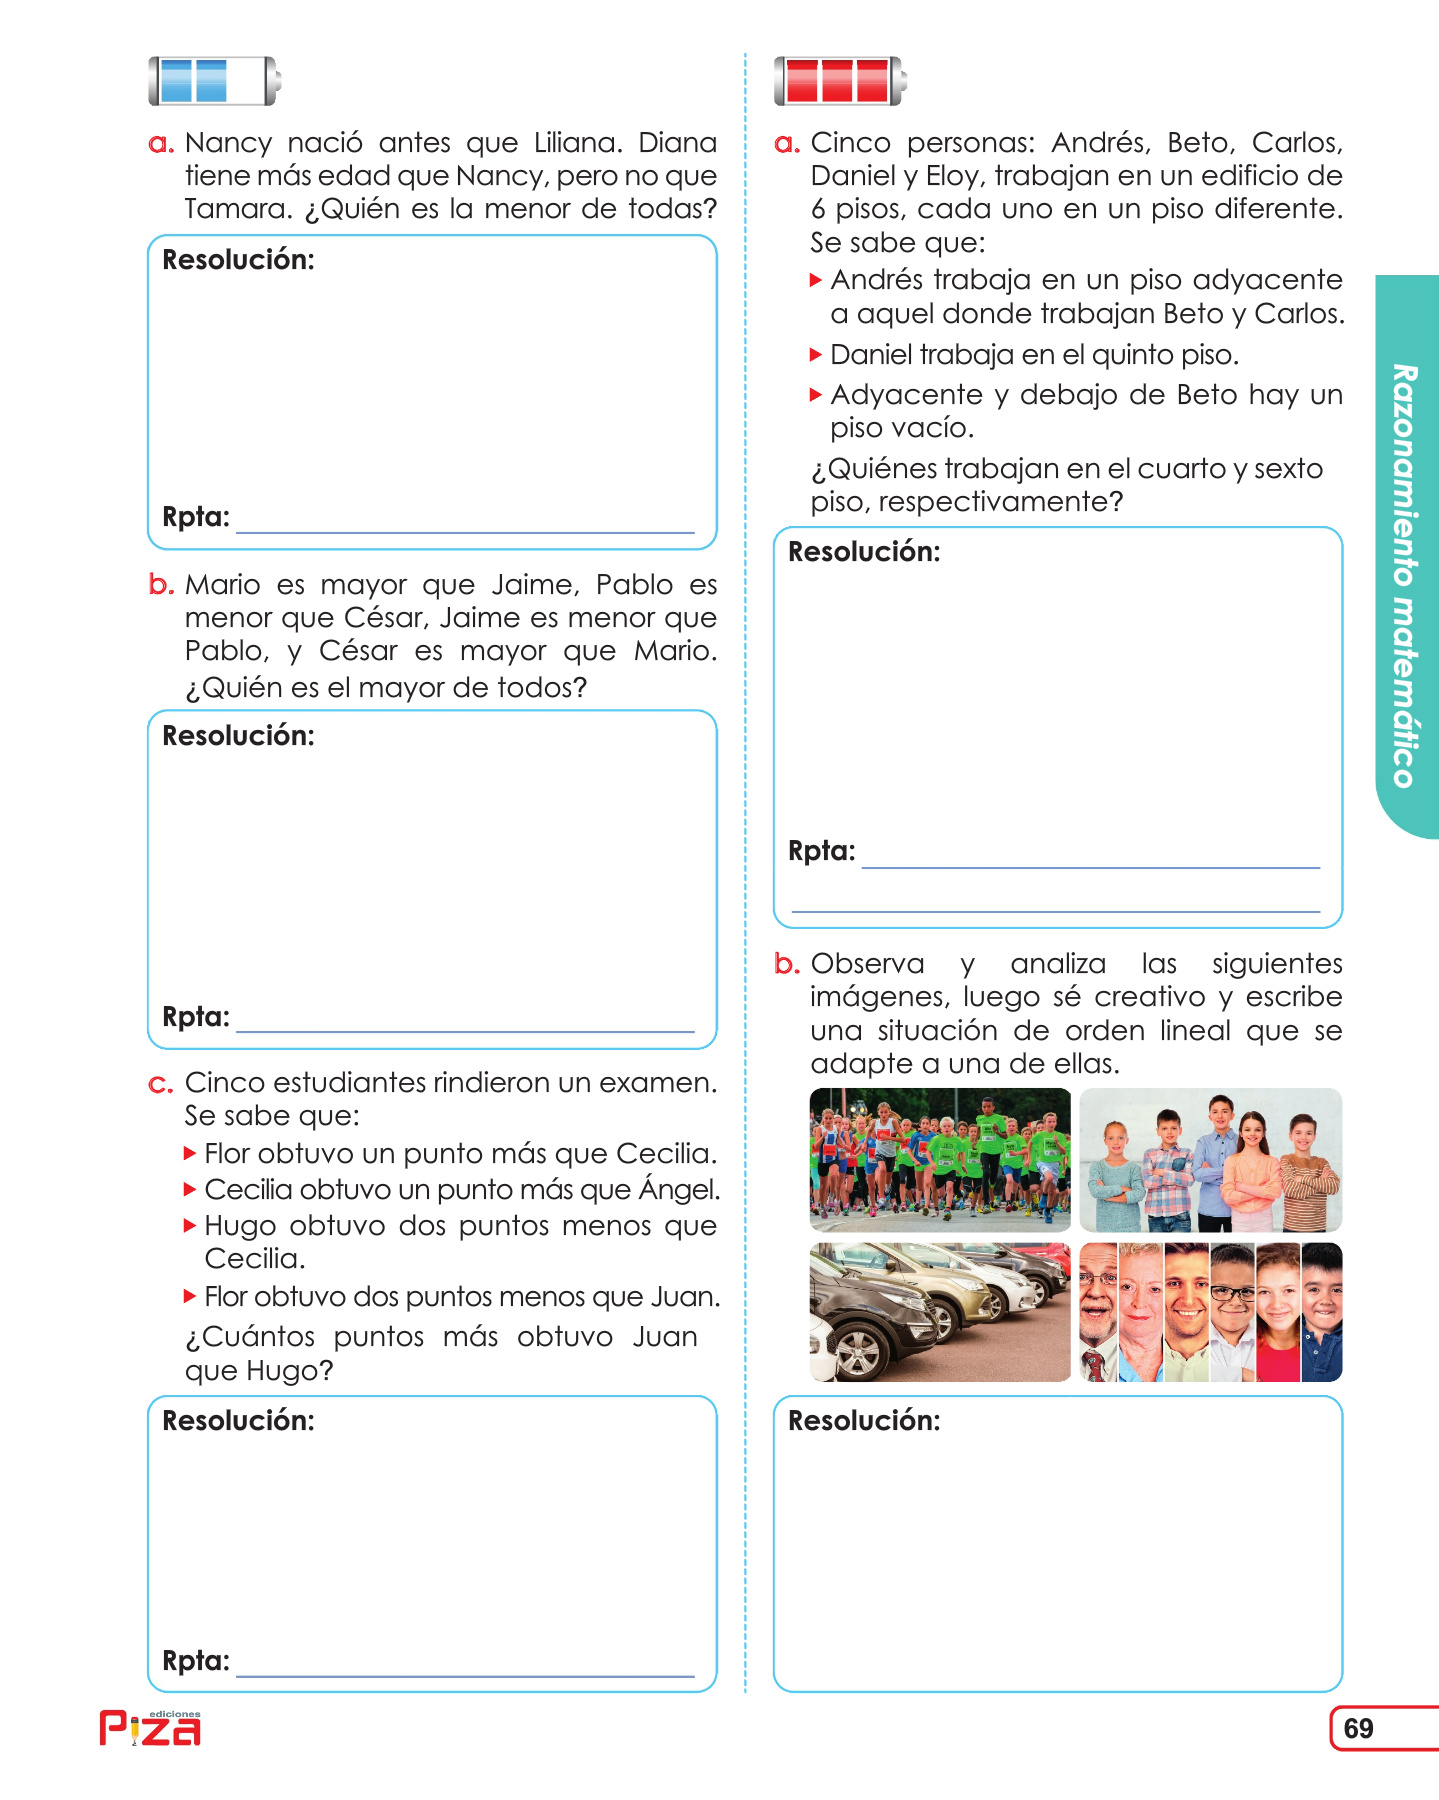 a. Nancy nació antes que Liliana. Diana
tiene más edad que Nancy, pero no que
Tamara. ¿Quién es la menor de todas?
Resolución:
Rpta:
b. Mario es mayor que Jaime, Pablo es
menor que César, Jaime es menor que
Pablo, y César es mayor que Mario.
¿Quién es el mayor de todos?
Resolución:
Rpta:
c. Cinco estudiantes rindieron un examen.
Se sabe que:
Flor obtuvo un punto más que Cecilia.
Cecilia obtuvo un punto más que Ángel.
Hugo obtuvo dos puntos menos que
Cecilia.
Flor obtuvo dos puntos menos que Juan.
¿Cuántos puntos más obtuvo Juan
que Hugo?
Resolución:
Rpta:
a. Cinco personas: Andrés, Beto, Carlos,
Daniel y Eloy, trabajan en un edificio de
6 pisos, cada uno en un piso diferente.
Se sabe que:
Andrés trabaja en un piso adyacente
a aquel donde trabajan Beto y Carlos.
Daniel trabaja en el quinto piso.
Adyacente y debajo de Beto hay un
piso vacío.
¿Quiénes trabajan en el cuarto y sexto
piso, respectivamente?
Resolución:
Rpta:
b. Observa y analiza las siguientes
imágenes, luego sé creativo y escribe
una situación de orden lineal que se
adapte a una de ellas.
Resolución:
Razonamiento matemático
ediciones
Piza
69